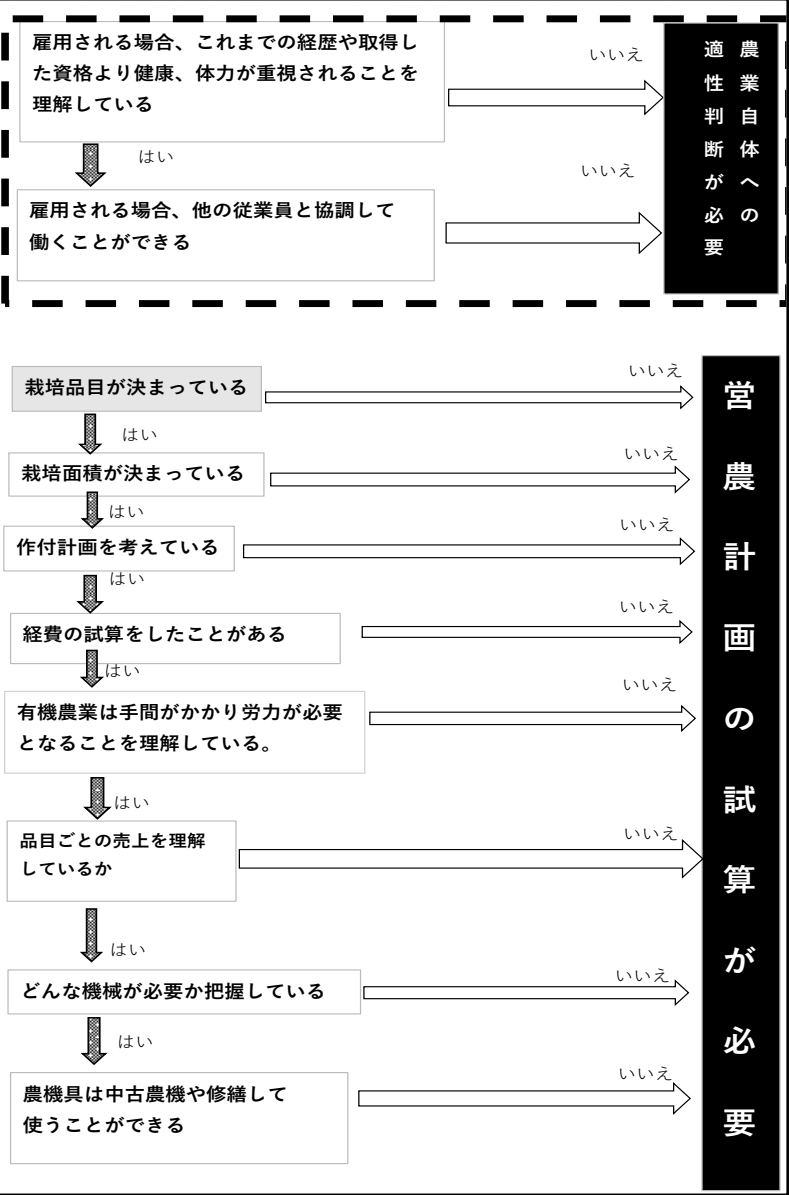 雇用される場合、これまでの経歴や取得し
た資格より健康、体力が重視されることを
理解している
いいえ
はい
雇用される場合、他の従業員と協調して
働くことができる
いいえ
農業自体への
適性判断が必要
栽培品目が決まっている
いいえ
はい
栽培面積が決まっている
いいえ
はい
作付計画を考えている
いいえ
はい
経費の試算をしたことがある
いいえ
はい
有機農業は手間がかかり労力が必要
となることを理解している。
いいえ
はい
品目ごとの売上を理解
しているか
いいえ
はい
どんな機械が必要か把握している
いいえ
はい
農機具は中古農機や修繕して
使うことができる
いいえ
営農計画の試算が必要